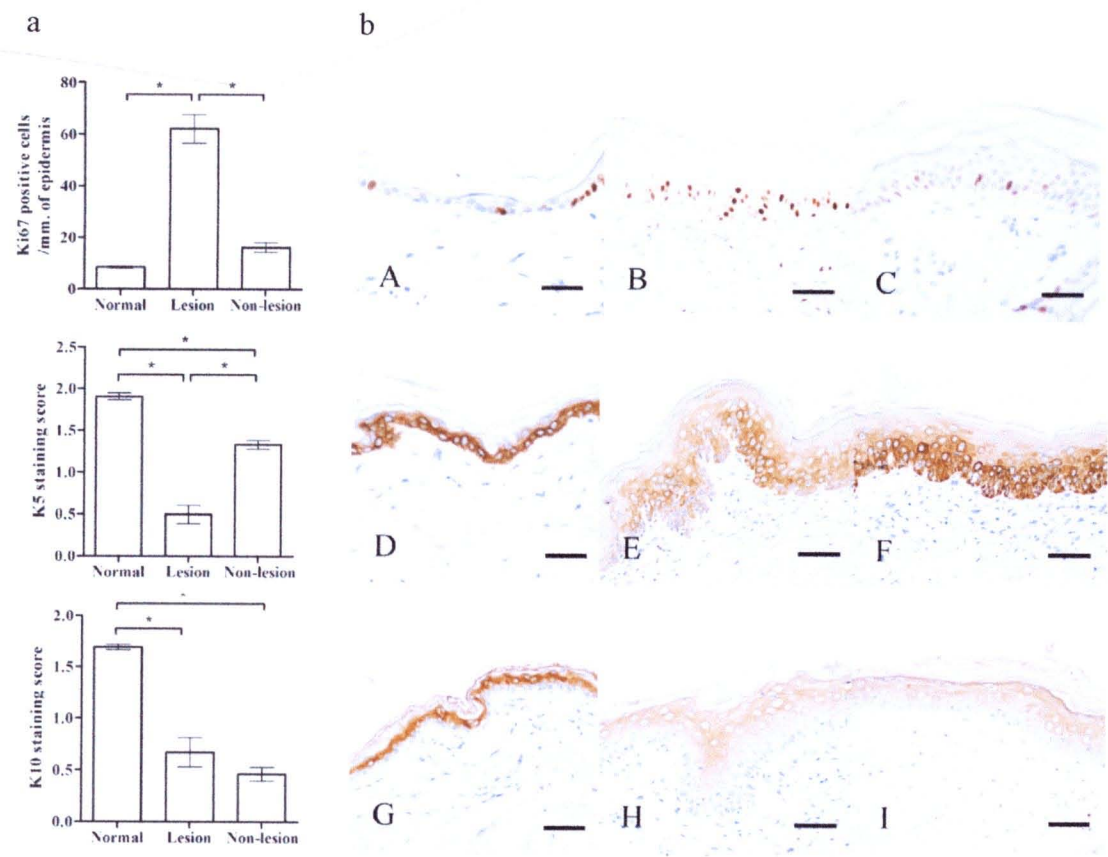 a
b
80
60
40
20
0
Ki67 positive cells
/mm. of epidermis
*
*
Normal Lesion Non-lesion
A
B
C
2.5
2.0
1.5
1.0
0.5
0.0
K5 staining score
*
*
*
Normal Lesion Non-lesion
D
E
F
2.0
1.5
1.0
0.5
0.0
K10 staining score
*
Normal Lesion Non-lesion
G
H
I